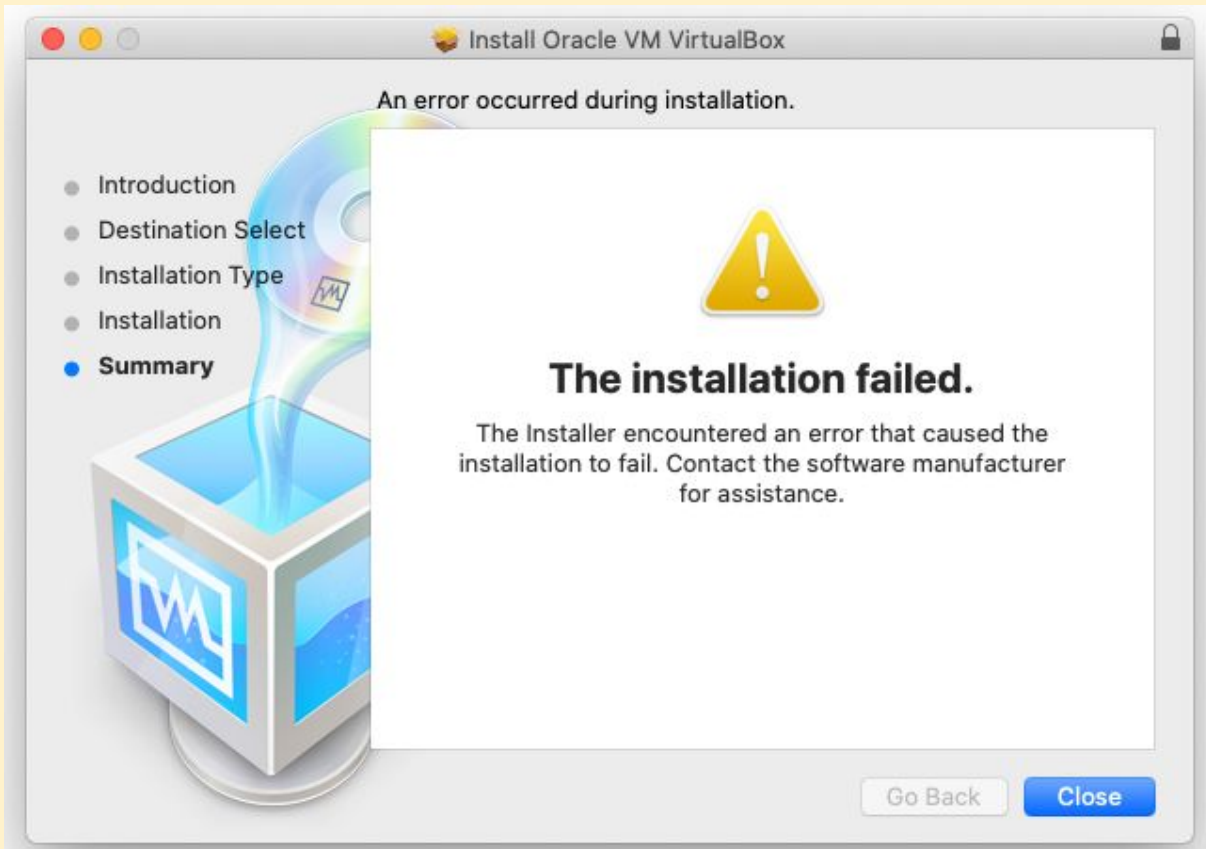 Install Oracle VM VirtualBox
An error occurred during installation.
Introduction
Destination Select
Installation Type
Installation
Summary
The installation failed.
The Installer encountered an error that caused the
installation to fail. Contact the software manufacturer
for assistance.
Go Back
Close